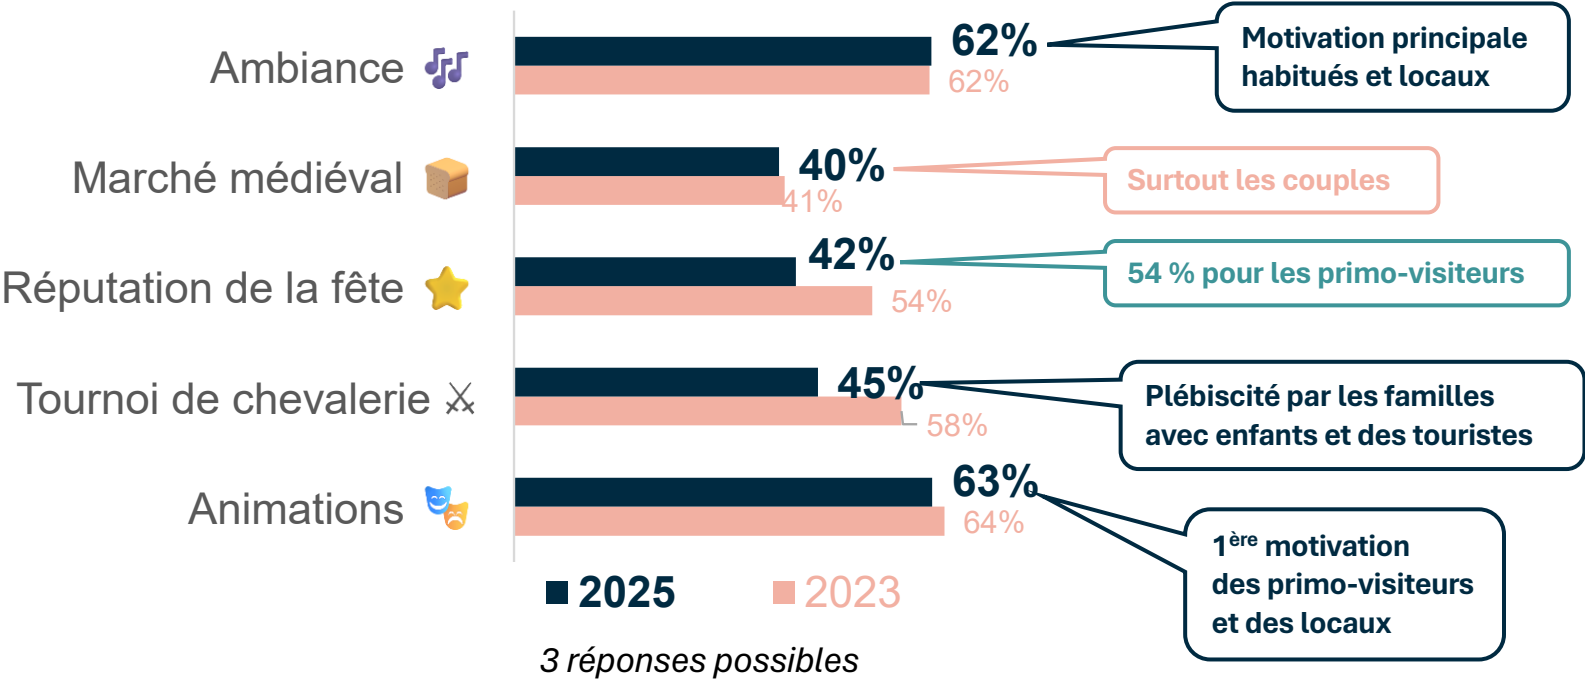 Ambiance
62%
62%
Motivation principale
habitués et locaux
Marché médiéval
40%
41%
Surtout les couples
Réputation de la fête
42%
54%
54 % pour les primo-visiteurs
Tournoi de chevalerie
45%
58%
Plébiscité par les familles
avec enfants et des touristes
Animations
63%
64%
1ère motivation
des primo-visiteurs
et des locaux
2025
2023
3 réponses possibles